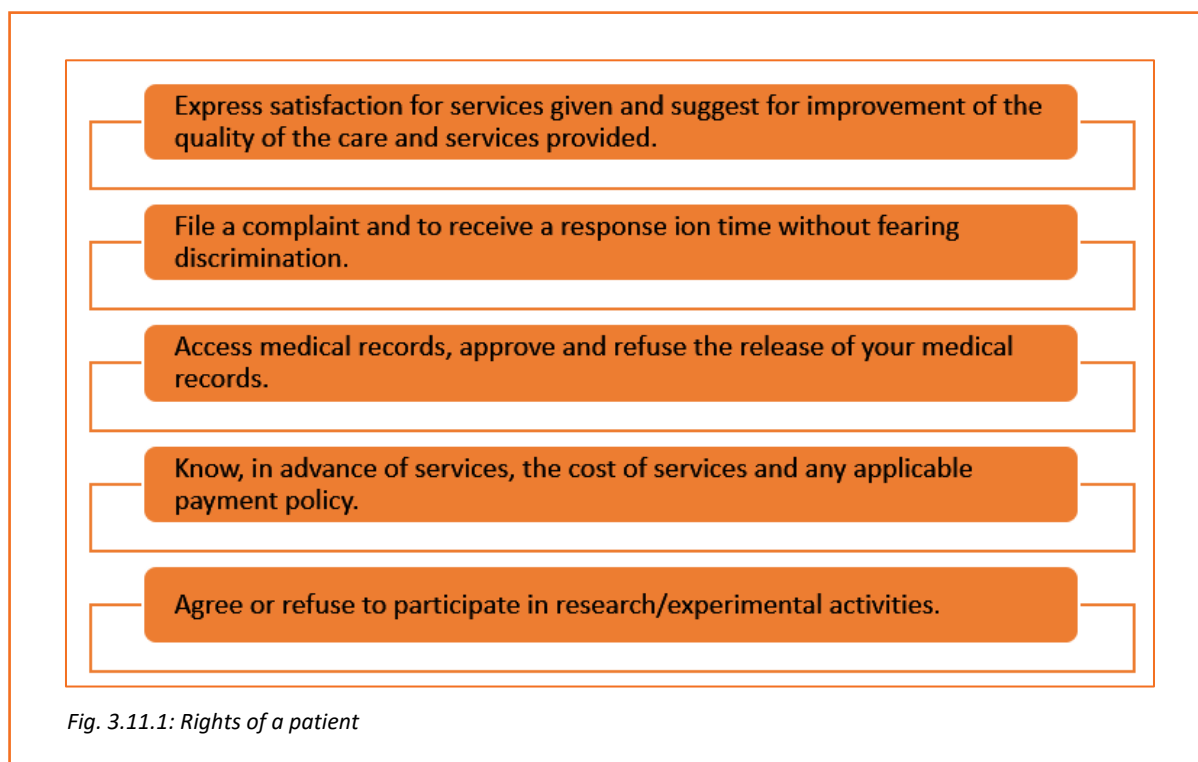 Express satisfaction for services given and suggest for improvement of the
quality of the care and services provided.
File a complaint and to receive a response ion time without fearing
discrimination.
Access medical records, approve and refuse the release of your medical
records.
Know, in advance of services, the cost of services and any applicable
payment policy.
Agree or refuse to participate in research/experimental activities.
Fig. 3.11.1: Rights of a patient